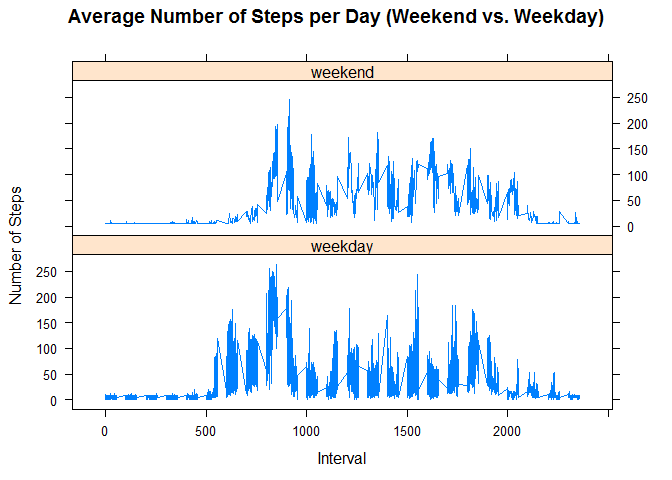 Average Number of Steps per Day (Weekend vs. Weekday)
weekend
250
200
150
100
50
0
weekday
250
200
150
100
50
0
Number of Steps
0 500 1000 1500 2000
Interval